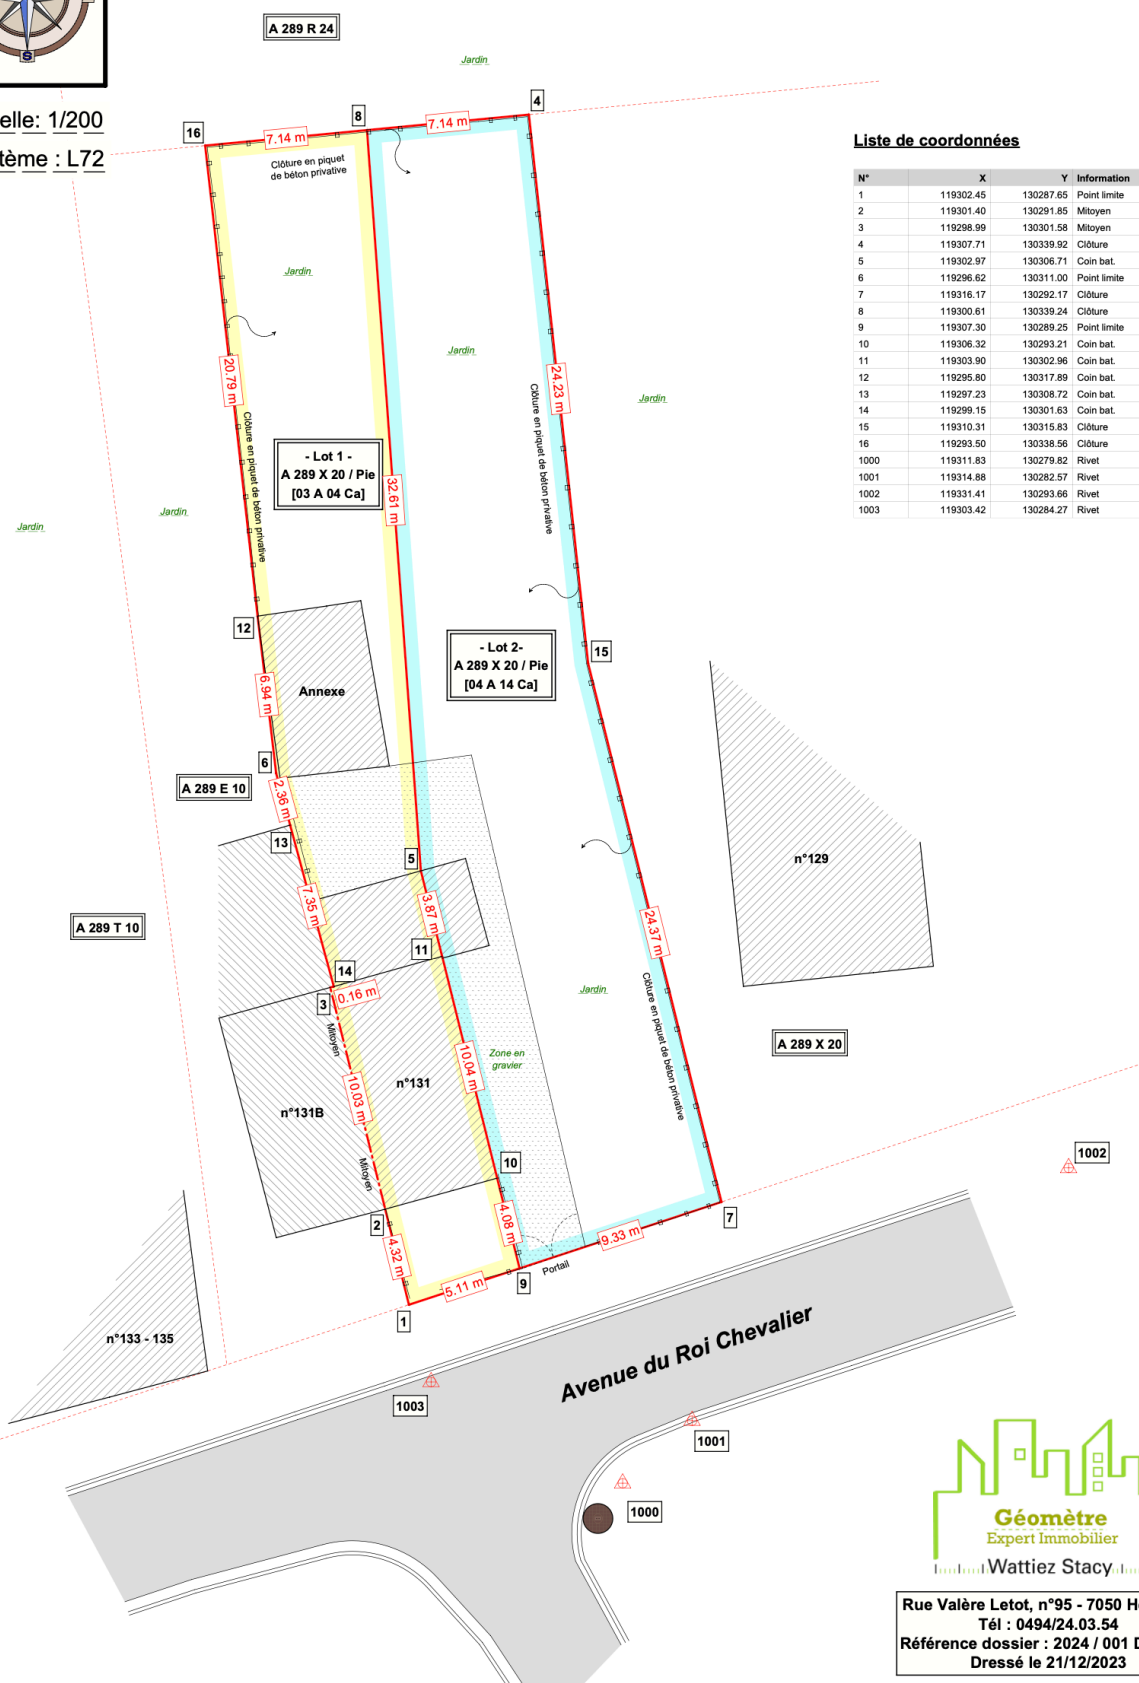 S
A 289 R 24
Jardin
elle: 1/200
tème : L72
16
7.14 m
8
7.14 m
4
Clôture en piquet
de béton privative
Jardin
Jardin
20.79 m
24.23 m
Clôture en piquet de béton privative
Clôture en piquet de béton privative
Jardin
- Lot 1 -
A 289 X 20 / Pie
[03 A 04 Ca]
32.61 m
Jardin
Jardin
12
- Lot 2-
A 289 X 20 / Pie
[04 A 14 Ca]
15
6.94 m
Annexe
6
A 289 E 10
2.36 m
13
5
n°129
7.35 m
3.87 m
A 289 T 10
11
24.37 m
14
3
0.16 m
Jardin
Clôture en piquet de béton privative
Mitoyen
A 289 X 20
Zone en
gravier
10.04 m
n°131
10.03 m
n°131B
Mitoyen
10
1002
2
4.08 m
7
4.32 m
9.33 m
Portail
9
5.11 m
1
n°133 - 135
Avenue du Roi Chevalier
1003
1001
1000
Liste de coordonnées
N° X Y Information
1 119302.45 130287.65 Point limite
2 119301.40 130291.85 Mitoyen
3 119298.99 130301.58 Mitoyen
4 119307.71 130339.92 Clôture
5 119302.97 130306.71 Coin bat.
6 119296.62 130311.00 Point limite
7 119316.17 130292.17 Clôture
8 119300.61 130339.24 Clôture
9 119307.30 130289.25 Point limite
10 119306.32 130293.21 Coin bat.
11 119303.90 130302.96 Coin bat.
12 119295.80 130317.89 Coin bat.
13 119297.23 130308.72 Coin bat.
14 119299.15 130301.63 Coin bat.
15 119310.31 130315.83 Clôture
16 119293.50 130338.56 Clôture
1000 119311.83 130279.82 Rivet
1001 119314.88 130282.57 Rivet
1002 119331.41 130293.66 Rivet
1003 119303.42 130284.27 Rivet
Géomètre
Expert Immobilier
Wattiez Stacy
Rue Valère Letot, n°95 - 7050 H
Tél : 0494/24.03.54
Référence dossier : 2024 / 001 D
Dressé le 21/12/2023